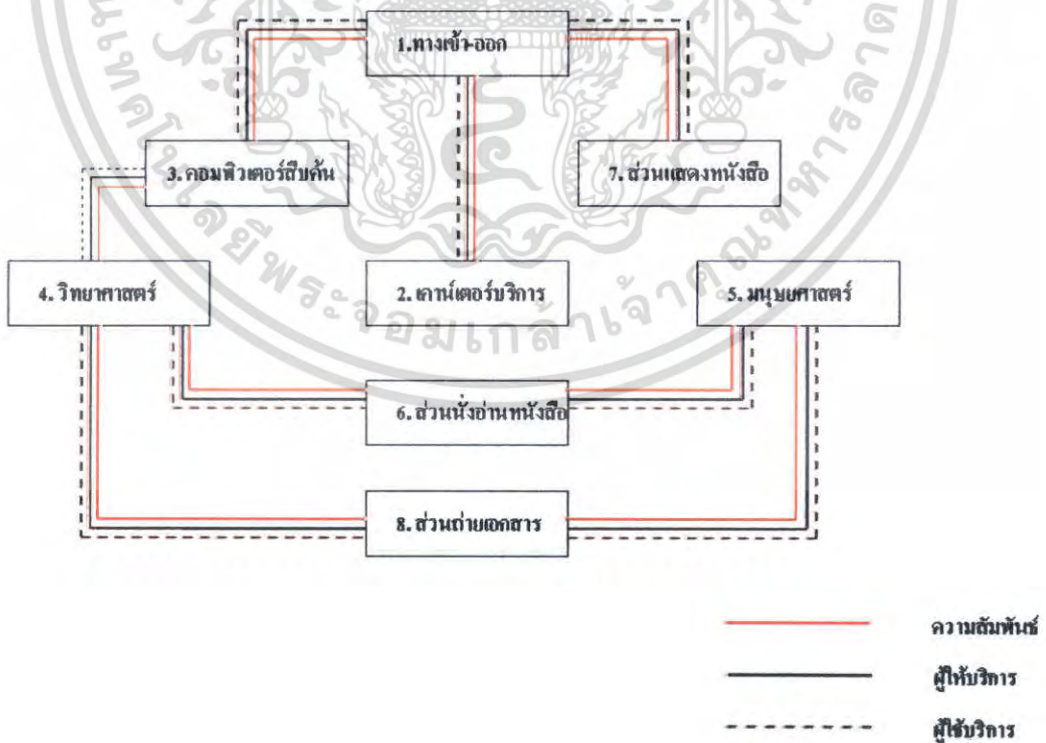 1.ทางเข้า-ออก
3. คอมพิวเตอร์สืบค้น
7. ส่วนแสดงหนังสือ
4. วิทยาศาสตร์
2. เคาน์เตอร์บริการ
5. มนุษยศาสตร์
6. ส่วนนั่งอ่านหนังสือ
8. ส่วนถ่ายเอกสาร
ความสัมพันธ์
ผู้ให้บริการ
ผู้ใช้บริการ